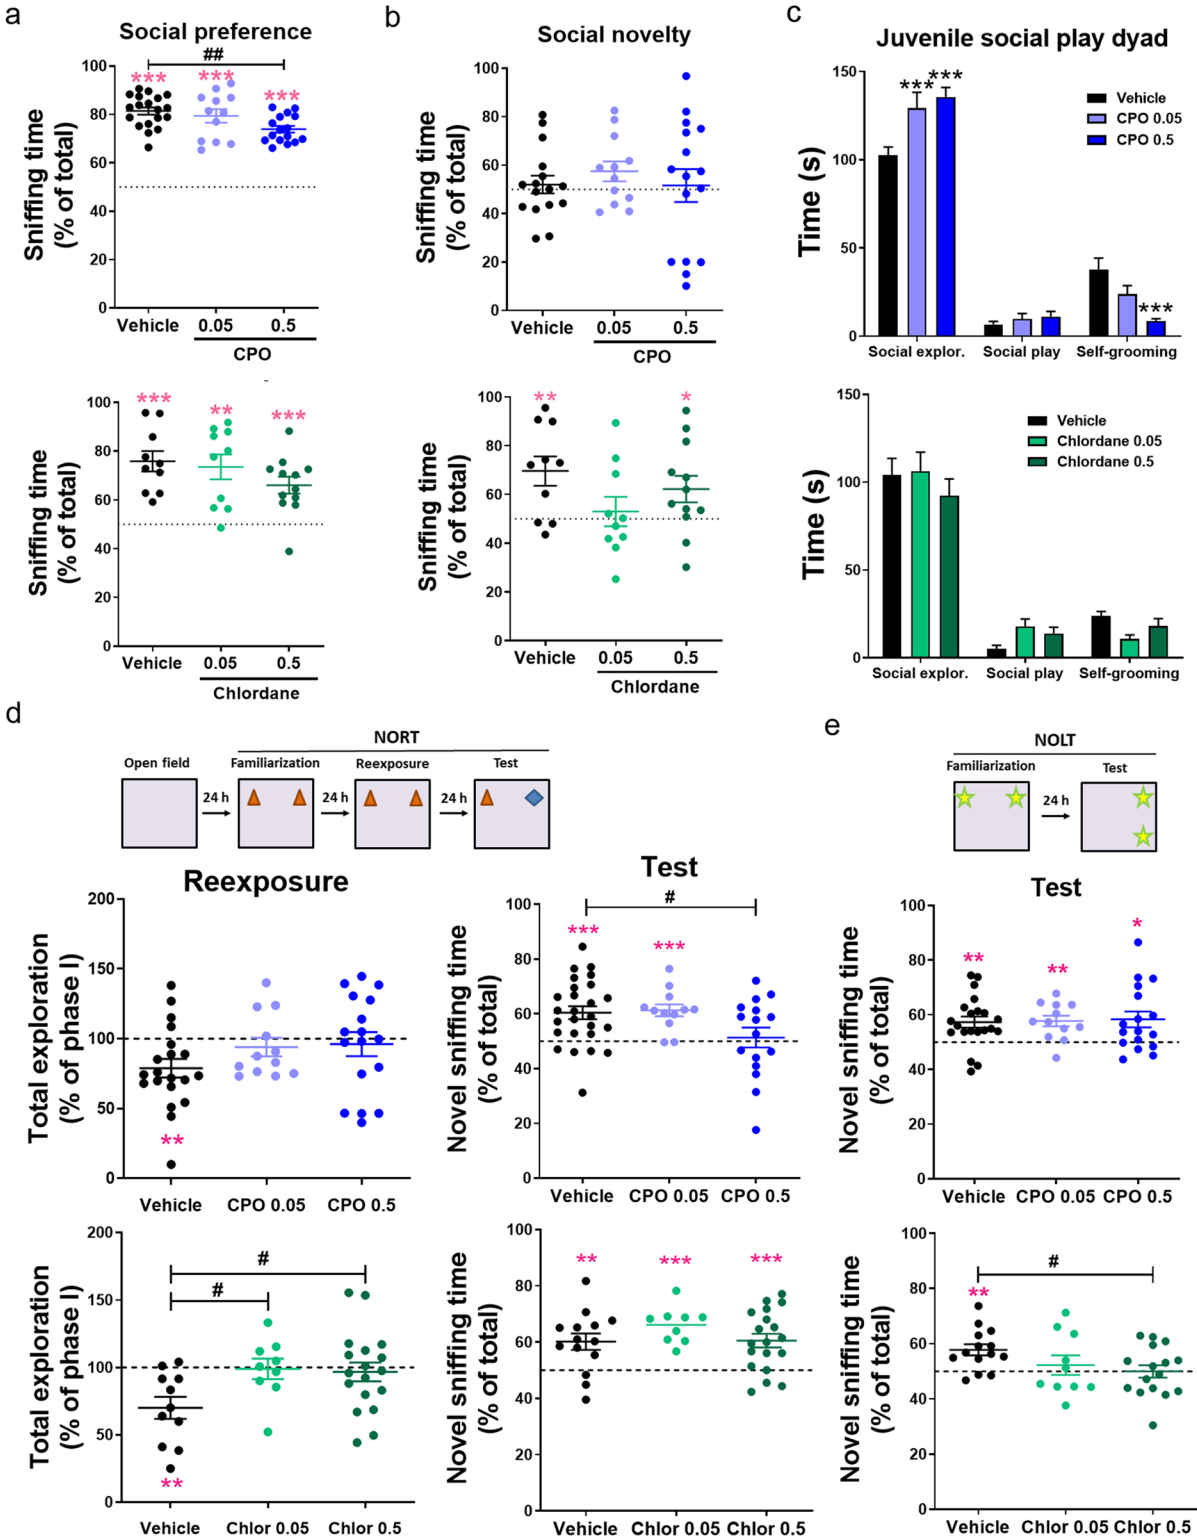 a
Social preference
##
***
***
***
Sniffing time
(% of total)
100
80
60
40
20
0
Vehicle
0.05
0.5
CPO
***
**
***
Sniffing time
(% of total)
100
80
60
40
20
0
Vehicle
0.05
0.5
Chlordane
b
Social novelty
Sniffing time
(% of total)
100
80
60
40
20
0
Vehicle
0.05
0.5
CPO
**
*
Sniffing time
(% of total)
100
80
60
40
20
0
Vehicle
0.05
0.5
Chlordane
c
Juvenile social play dyad
Time (s)
150
100
50
0
***
***
***
Vehicle
CPO 0.05
CPO 0.5
Social explor.
Social play
Self-grooming
Time (s)
150
100
50
0
Vehicle
Chlordane 0.05
Chlordane 0.5
Social explor.
Social play
Self-grooming
d
NORT
Open field
Familiarization
Reexposure
Test
24 h
24 h
24 h
Reexposure
Total exploration
(% of phase I)
200
150
100
50
0
**
Vehicle
CPO 0.05
CPO 0.5
Test
#
***
***
Novel sniffing time
(% of total)
100
80
60
40
20
0
Vehicle
CPO 0.05
CPO 0.5
Total exploration
(% of phase I)
200
150
100
50
0
#
#
**
Vehicle
Chlor 0.05
Chlor 0.5
Novel sniffing time
(% of total)
100
80
60
40
20
0
**
***
***
Vehicle
Chlor 0.05
Chlor 0.5
e
NOLT
Familiarization
Test
24 h
Test
Novel sniffing time
(% of total)
100
80
60
40
20
0
**
**
*
Vehicle
CPO 0.05
CPO 0.5
Novel sniffing time
(% of total)
100
80
60
40
20
0
#
**
Vehicle
Chlor 0.05
Chlor 0.5